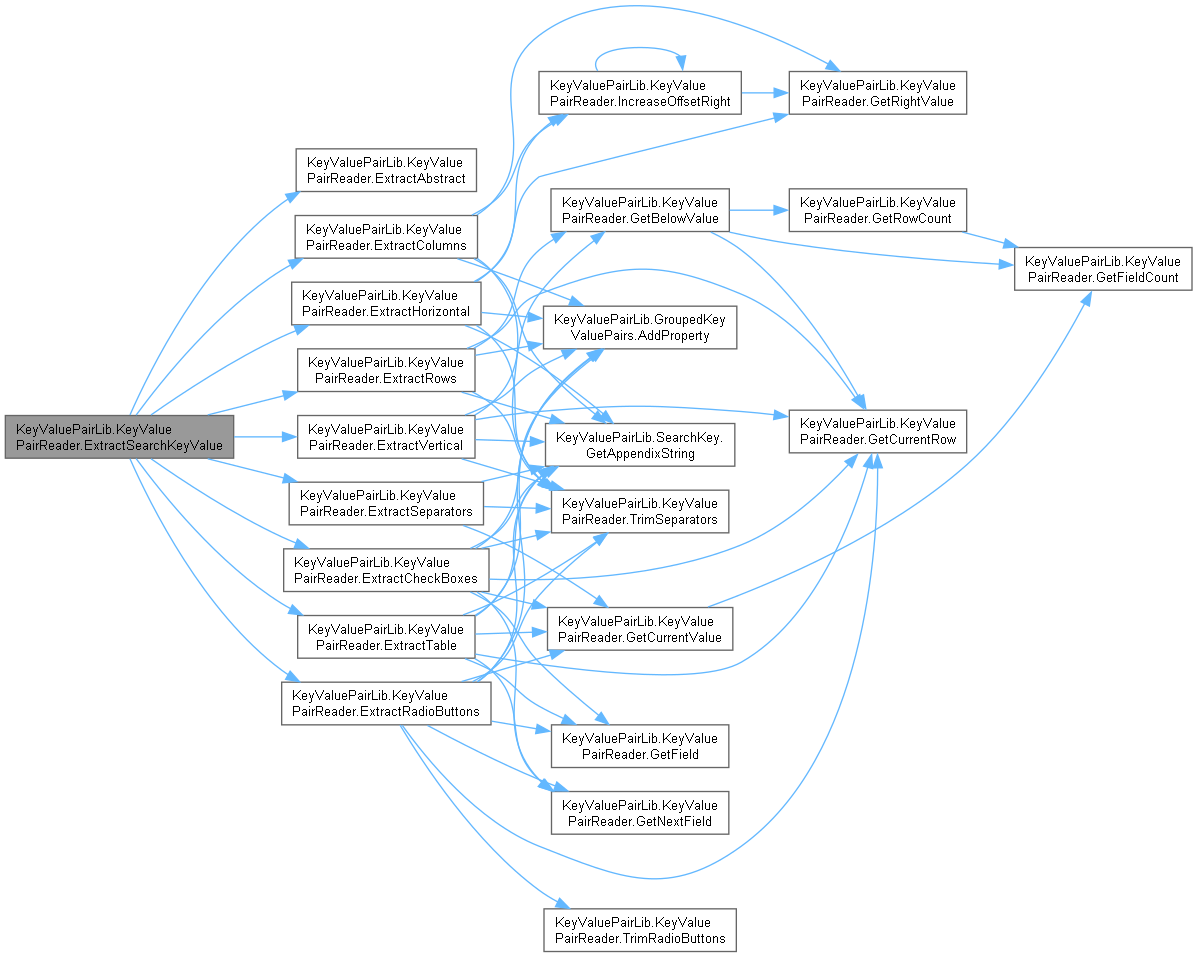 KeyValuePairLib.KeyValue
PairReader.ExtractSearchKeyValue
KeyValuePairLib.KeyValue
PairReader.ExtractAbstract
KeyValuePairLib.KeyValue
PairReader.ExtractColumns
KeyValuePairLib.KeyValue
PairReader.ExtractHorizontal
KeyValuePairLib.KeyValue
PairReader.ExtractRows
KeyValuePairLib.KeyValue
PairReader.ExtractVertical
KeyValuePairLib.KeyValue
PairReader.ExtractSeparators
KeyValuePairLib.KeyValue
PairReader.ExtractCheckBoxes
KeyValuePairLib.KeyValue
PairReader.ExtractTable
KeyValuePairLib.KeyValue
PairReader.ExtractRadioButtons
KeyValuePairLib.KeyValue
PairReader.IncreaseOffsetRight
KeyValuePairLib.KeyValue
PairReader.GetBelowValue
KeyValuePairLib.GroupedKey
ValuePairs.AddProperty
KeyValuePairLib.SearchKey.
GetAppendixString
KeyValuePairLib.KeyValue
PairReader.TrimSeparators
KeyValuePairLib.KeyValue
PairReader.GetCurrentValue
KeyValuePairLib.KeyValue
PairReader.GetField
KeyValuePairLib.KeyValue
PairReader.GetNextField
KeyValuePairLib.KeyValue
PairReader.TrimRadioButtons
KeyValuePairLib.KeyValue
PairReader.GetRightValue
KeyValuePairLib.KeyValue
PairReader.GetRowCount
KeyValuePairLib.KeyValue
PairReader.GetCurrentRow
KeyValuePairLib.KeyValue
PairReader.GetFieldCount